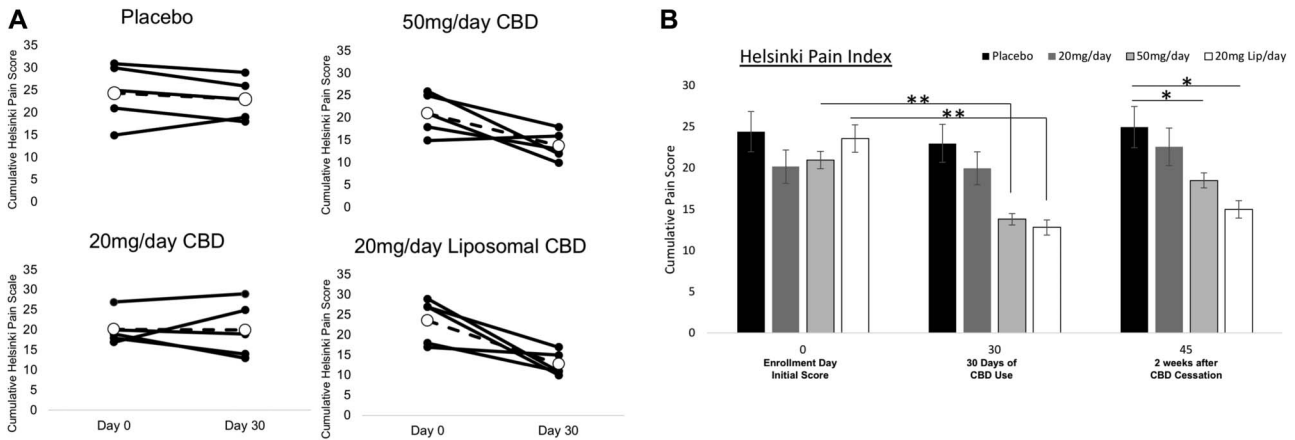 A
Placebo
Cumulative Helsinki Pain Score
35
30
25
20
15
10
5
0
50mg/day CBD
Cumulative Helsinki Pain Score
35
30
25
20
15
10
5
0
20mg/day CBD
Cumulative Helsinki Pain Scale
35
30
25
20
15
10
5
0
Day 0 Day 30
20mg/day Liposomal CBD
Cumulative Helsinki Pain Score
35
30
25
20
15
10
5
0
Day 0 Day 30
B
Helsinki Pain Index
Placebo 20mg/day 50mg/day 20mg Lip/day
Cumulative Pain Score
30
25
20
15
10
5
0
**
**
*
*
0 30 45
Enrollment Day 30 Days of 2 weeks after
Initial Score CBD Use CBD Cessation